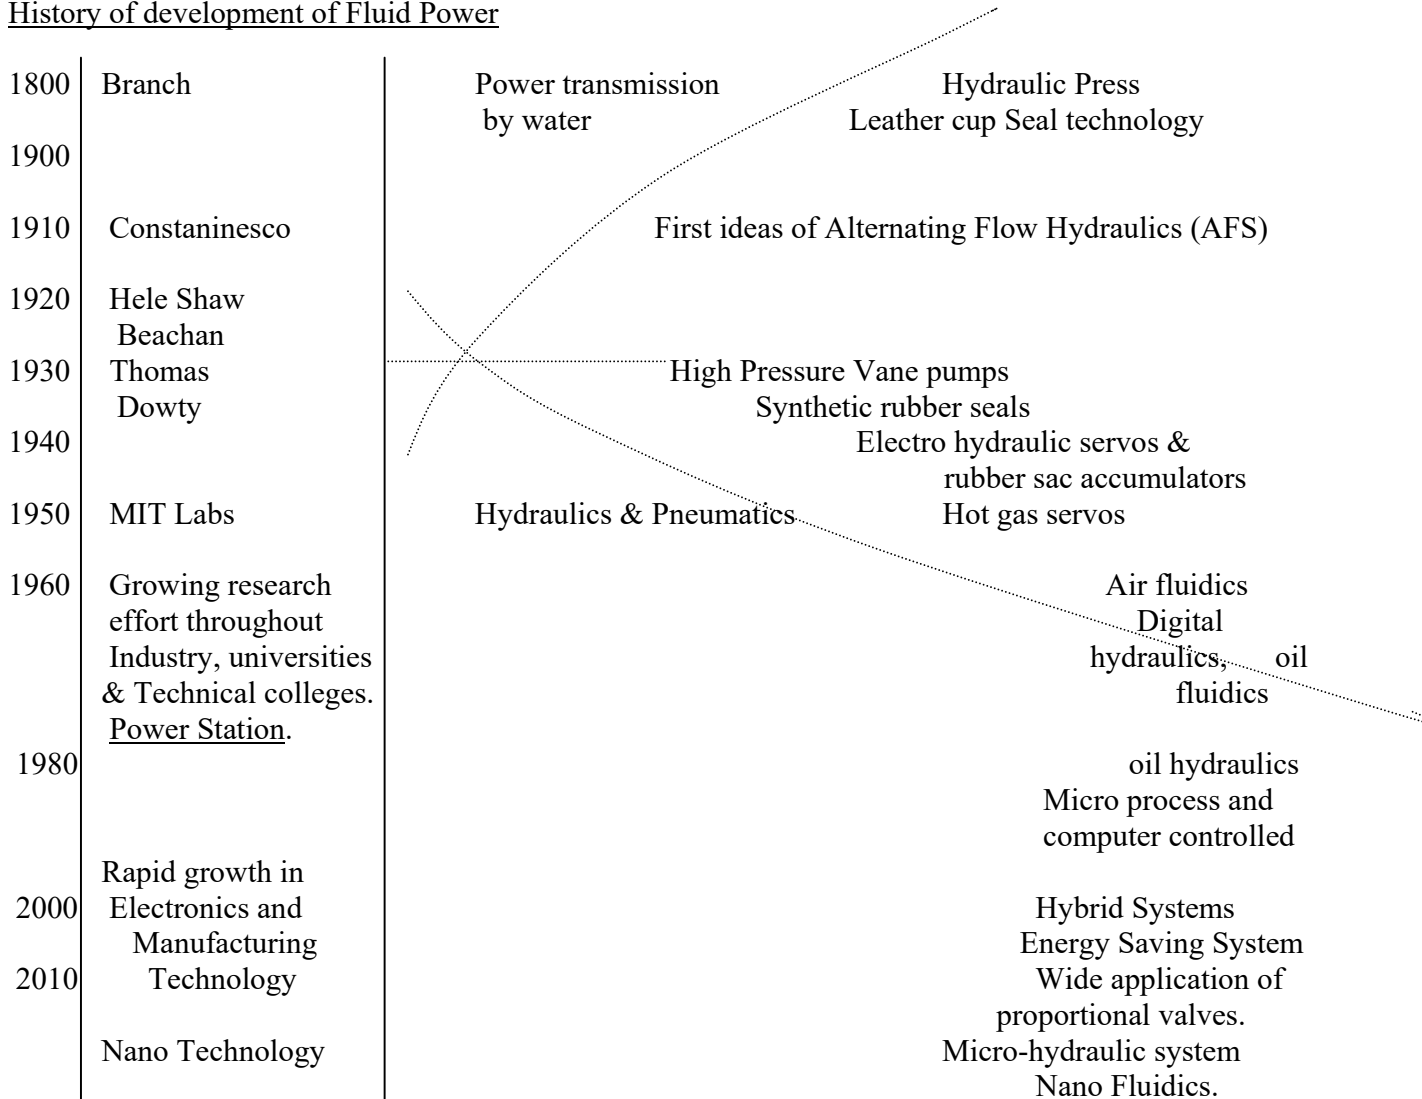 History of development of Fluid Power
1800 Branch Power transmission Hydraulic Press
by water Leather cup Seal technology
1900
1910 Constaninesco First ideas of Alternating Flow Hydraulics (AFS)
1920 Hele Shaw
Beachan
1930 Thomas High Pressure Vane pumps
Dowty Synthetic rubber seals
1940 Electro hydraulic servos &
rubber sac accumulators
1950 MIT Labs Hydraulics & Pneumatics Hot gas servos
1960 Growing research Air fluidics
effort throughout Digital
Industry, universities hydraulics, oil
& Technical colleges. fluidics
Power Station.
1980 oil hydraulics
Micro process and
computer controlled
Rapid growth in
2000 Electronics and Hybrid Systems
Manufacturing Energy Saving System
2010 Technology Wide application of
proportional valves.
Nano Technology Micro-hydraulic system
Nano Fluidics.